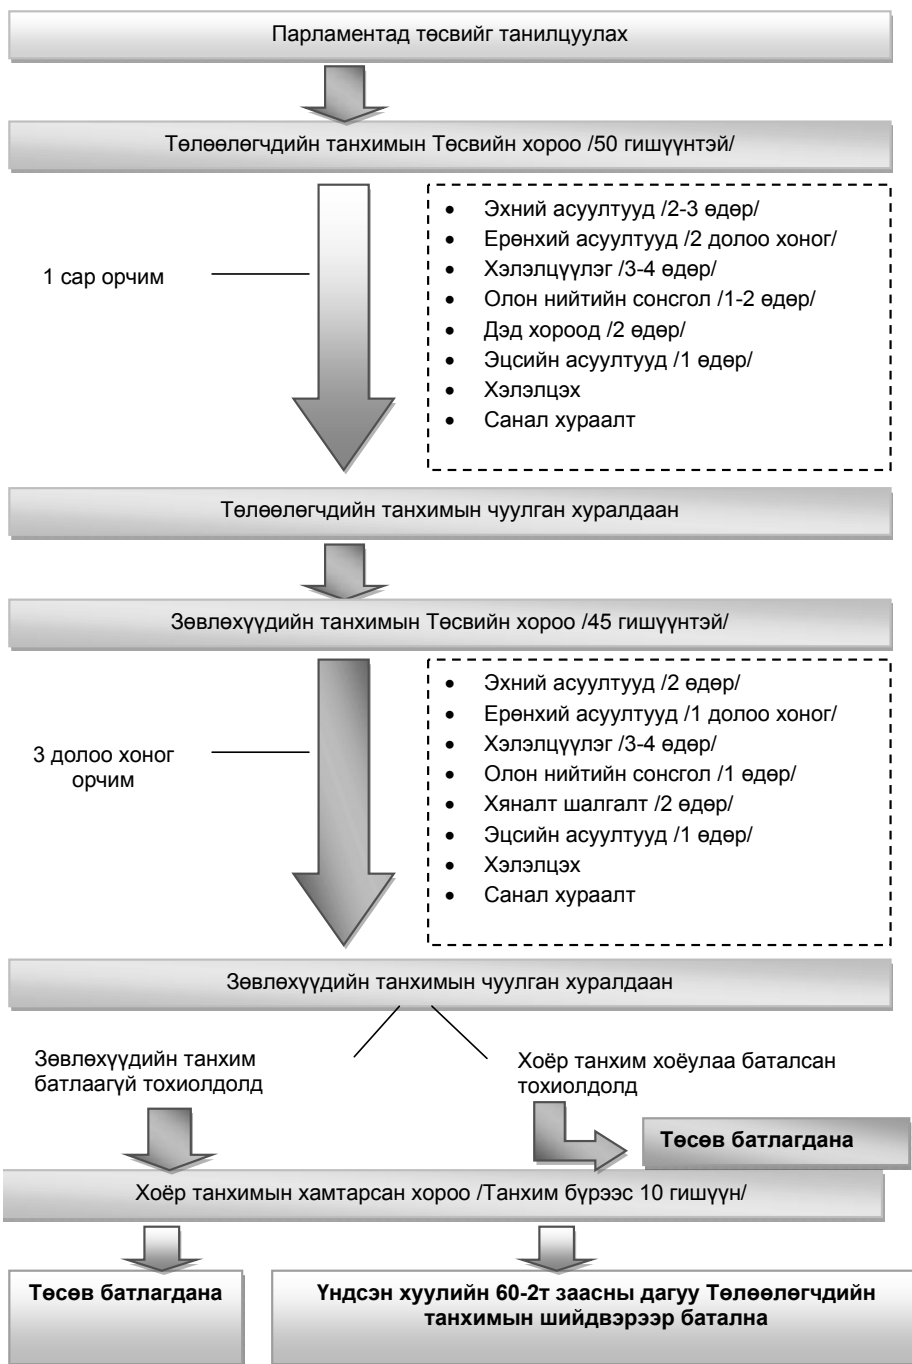 Парламентад төсвийг танилцуулах
Төлөөлөгчдийн танхимын Төсвийн хороо /50 гишүүнтэй/
1 сар орчим
• Эхний асуултууд /2-3 өдөр/
• Ерөнхий асуултууд /2 долоо хоног/
• Хэлэлцүүлэг /3-4 өдөр/
• Олон нийтийн сонсгол /1-2 өдөр/
• Дэд хороод /2 өдөр/
• Эцсийн асуултууд /1 өдөр/
• Хэлэлцэх
• Санал хураалт
Төлөөлөгчдийн танхимын чуулган хуралдаан
Зөвлөхүүдийн танхимын Төсвийн хороо /45 гишүүнтэй/
3 долоо хоног
орчим
• Эхний асуултууд /2 өдөр/
• Ерөнхий асуултууд /1 долоо хоног/
• Хэлэлцүүлэг /3-4 өдөр/
• Олон нийтийн сонсгол /1 өдөр/
• Хяналт шалгалт /2 өдөр/
• Эцсийн асуултууд /1 өдөр/
• Хэлэлцэх
• Санал хураалт
Зөвлөхүүдийн танхимын чуулган хуралдаан
Зөвлөхүүдийн танхим
батлаагүй тохиолдолд
Хоёр танхим хоёулаа баталсан
тохиолдолд
Төсөв батлагдана
Хоёр танхимын хамтарсан хороо /Танхим бүрээс 10 гишүүн/
Төсөв батлагдана
Үндсэн хуулийн 60-2т заасны дагуу Төлөөлөгчдийн
танхимын шийдвэрээр батална